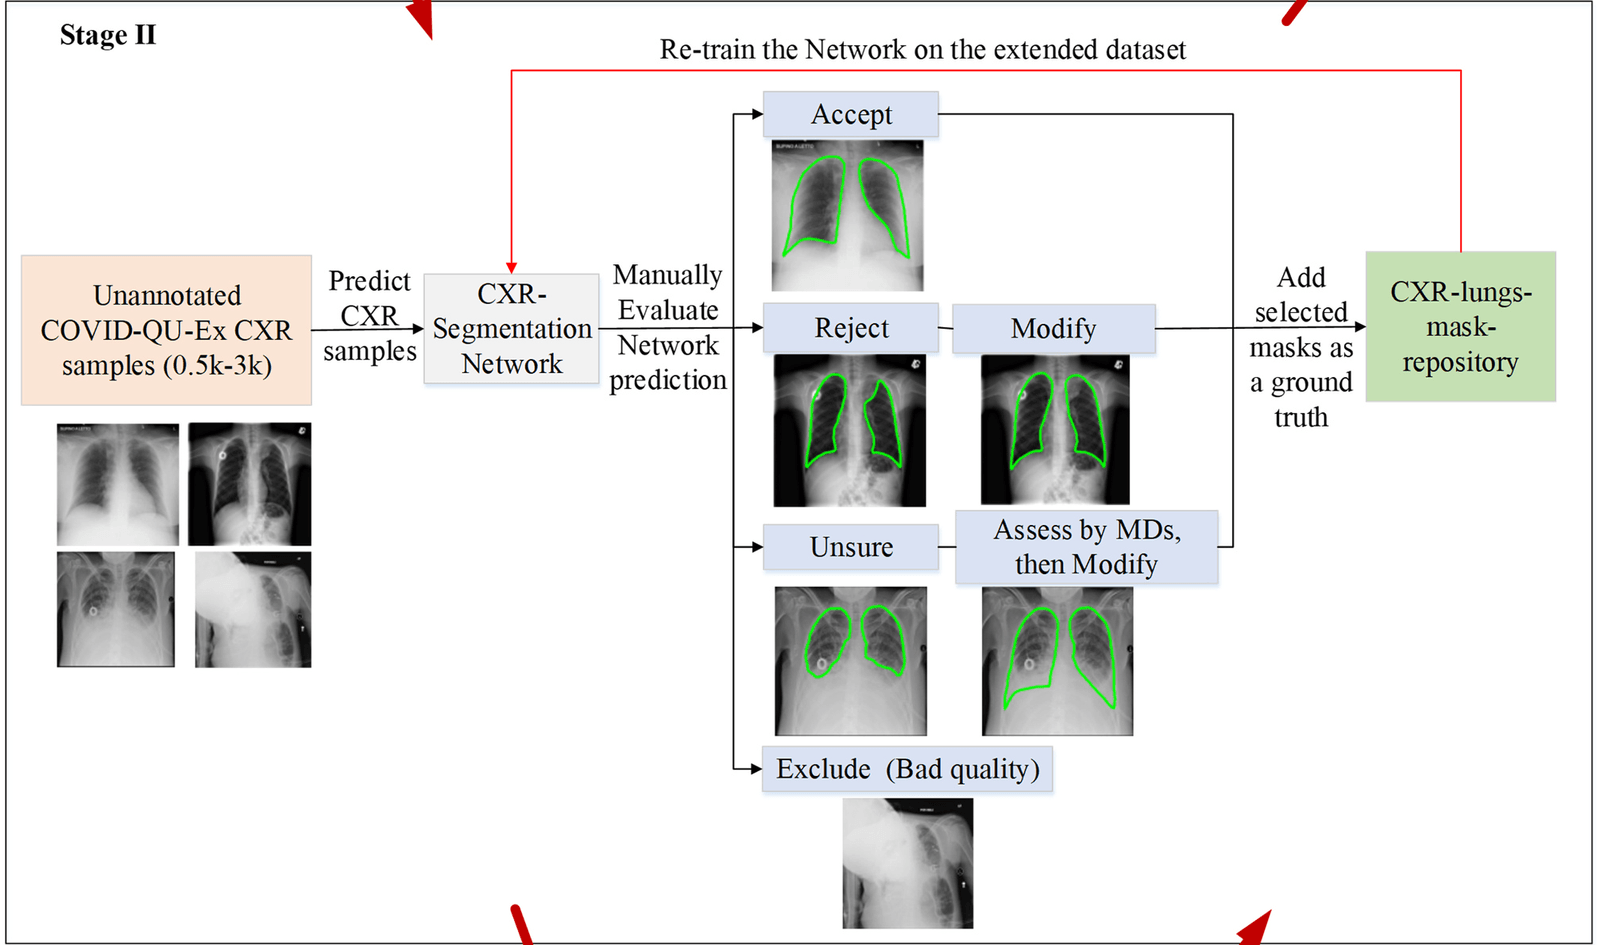 Stage II
Re-train the Network on the extended dataset
Unannotated
COVID-QU-Ex CXR
samples (0.5k-3k)
Predict
CXR
samples
CXR-
Segmentation
Network
Manually
Evaluate
Network
prediction
Accept
Reject
Modify
Unsure
Assess by MDs,
then Modify
Exclude (Bad quality)
Add
selected
masks as
a ground
truth
CXR-lungs-
mask-
repository